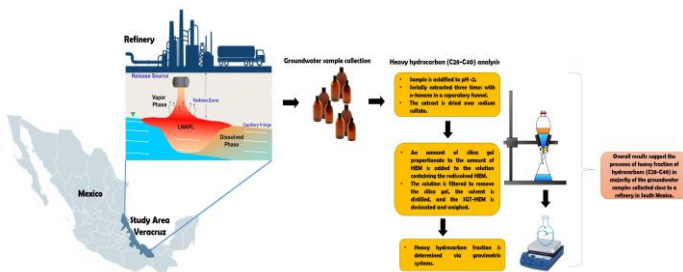 Refinery
Release Source
Vapor
Phase
Vadose Zone
LNAPL
Capillary Fringe
Dissolved
Phase
Mexico
Study Area
Veracruz
Groundwater sample collection
Heavy hydrocarbon (C28-C40) analysis
• Sample is acidified to pH <2.
• Serially extracted three times with
n-hexane in a separatory funnel.
• The extract is dried over sodium
sulfate.
• An amount of silica gel
proportionate to the amount of
HEM is added to the solution
containing the redissolved HEM.
• The solution is filtered to remove
the silica gel, the solvent is
distilled, and the SGT-HEM is
desiccated and weighed.
• Heavy hydrocarbon fraction is
determined via gravimetric
systems.
Overall results suggest the
presence of heavy fraction of
hydrocarbons (C28-C40) in
majority of the groundwater
samples collected close to a
refinery in South Mexico.